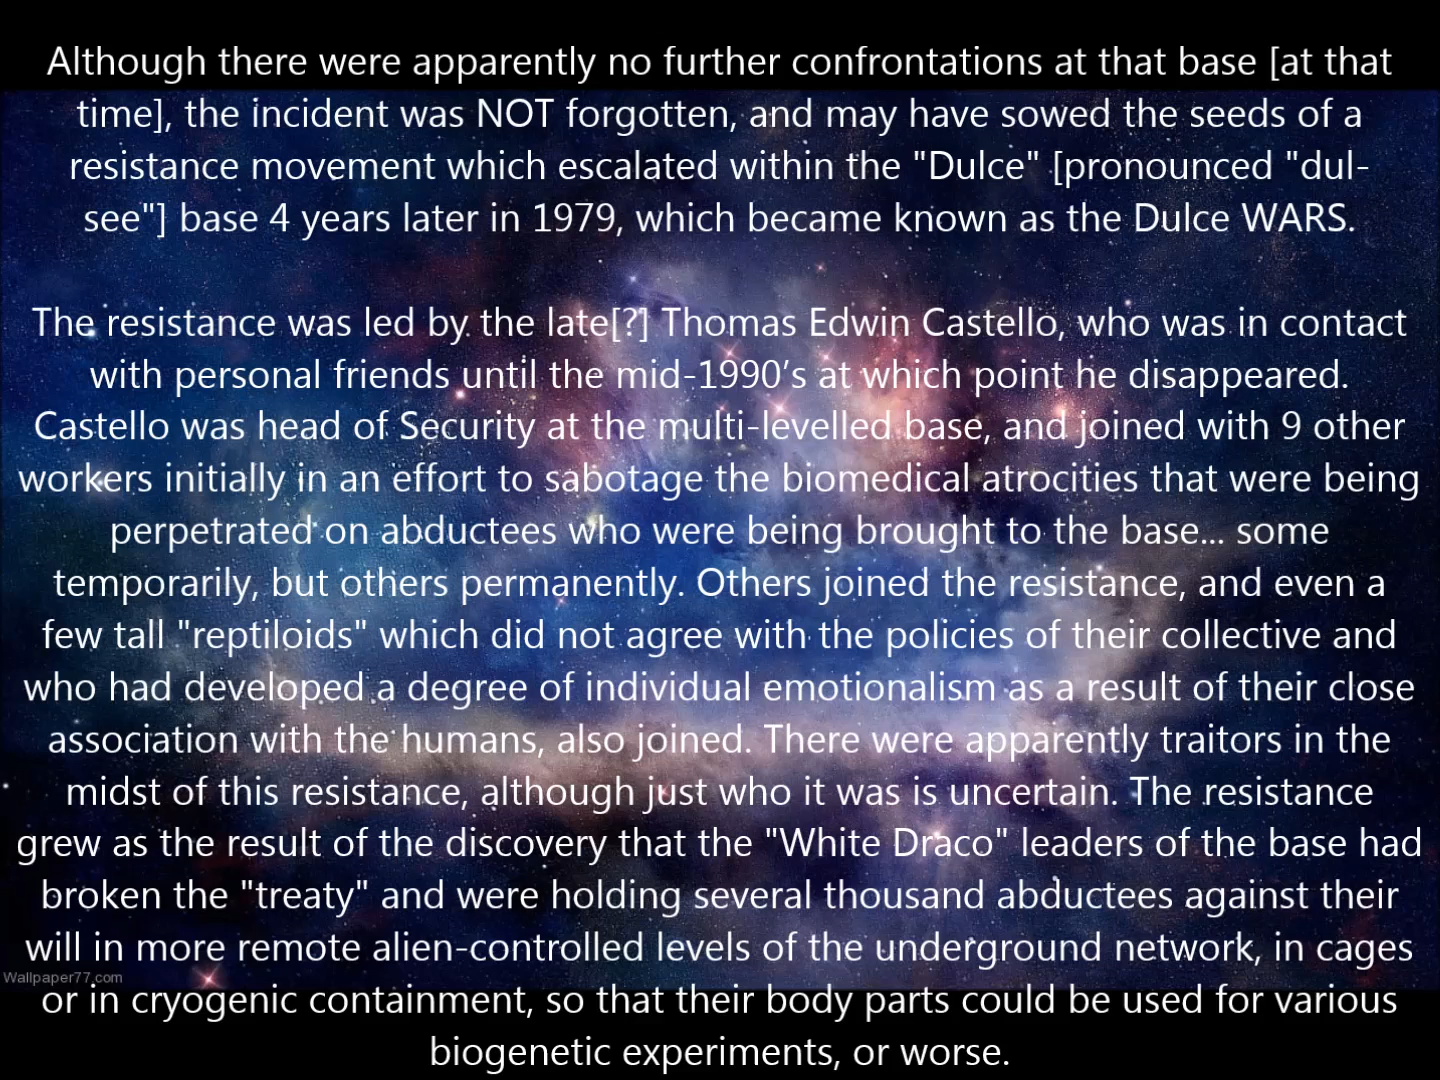 Although there were apparently no further confrontations at that base [at that
time], the incident was NOT forgotten, and may have sowed the seeds of a
resistance movement which escalated within the "Dulce" [pronounced "dul-
see"] base 4 years later in 1979, which became known as the Dulce WARS.
The resistance was led by the late[?] Thomas Edwin Castello, who was in contact
with personal friends until the mid-1990’s at which point he disappeared.
Castello was head of Security at the multi-levelled base, and joined with 9 other
workers initially in an effort to sabotage the biomedical atrocities that were being
perpetrated on abductees who were being brought to the base... some
temporarily, but others permanently. Others joined the resistance, and even a
few tall "reptiloids" which did not agree with the policies of their collective and
who had developed a degree of individual emotionalism as a result of their close
association with the humans, also joined. There were apparently traitors in the
midst of this resistance, although just who it was is uncertain. The resistance
grew as the result of the discovery that the "White Draco" leaders of the base had
broken the "treaty" and were holding several thousand abductees against their
will in more remote alien-controlled levels of the underground network, in cages
Wallpaper77.com
or in cryogenic containment, so that their body parts could be used for various
biogenetic experiments, or worse.